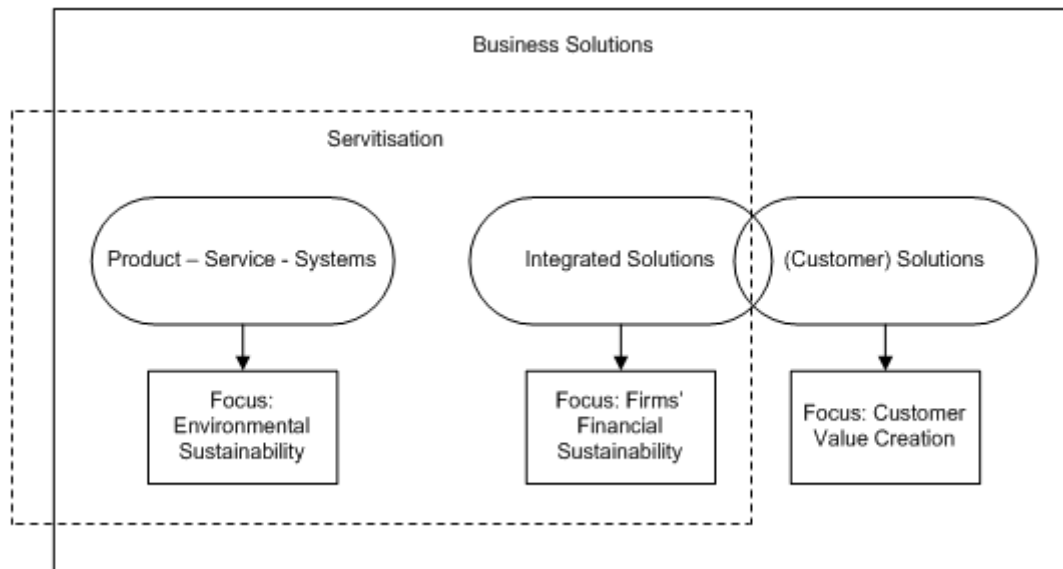 Business Solutions
Servitisation
Product – Service - Systems
Integrated Solutions
(Customer) Solutions
Focus:
Environmental
Sustainability
Focus: Firms'
Financial
Sustainability
Focus: Customer
Value Creation